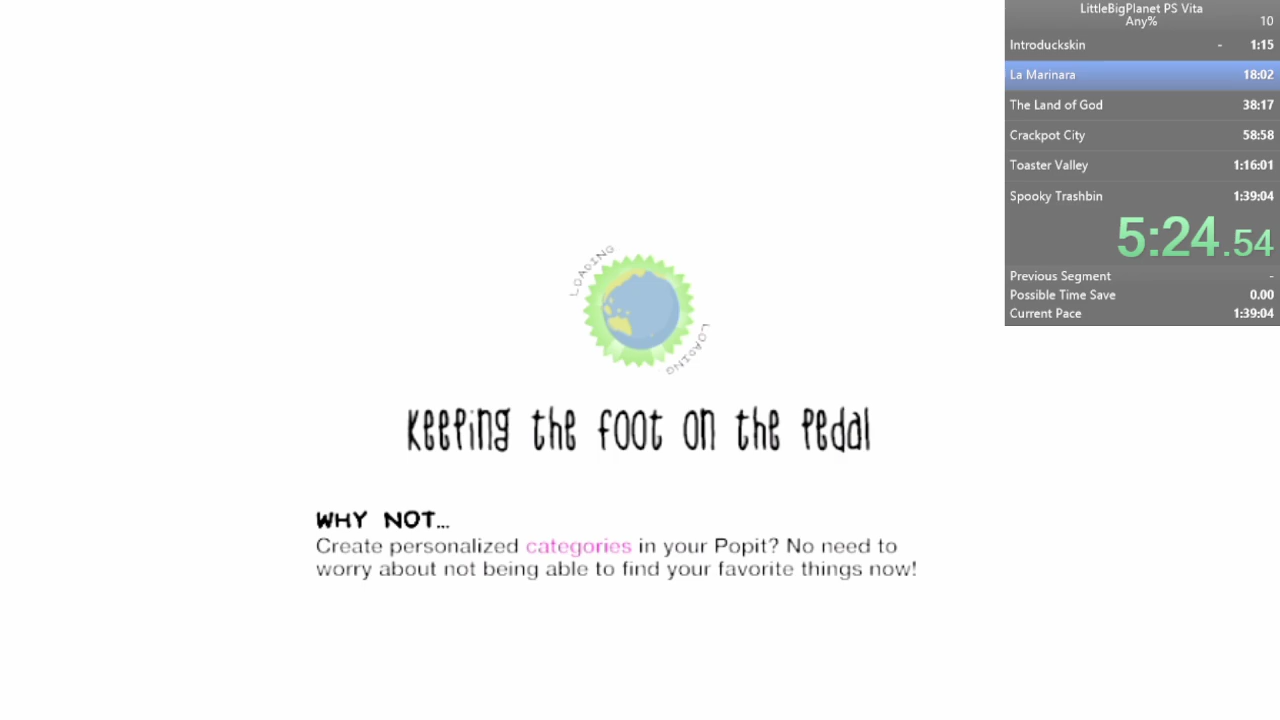 LittleBigPlanet PS Vita
Any%
10
Introduckskin - 1:15
La Marinara 18:02
The Land of God 38:17
Crackpot City 58:58
Toaster Valley 1:16:01
Spooky Trashbin 1:39:04
5:24.54
Previous Segment -
Possible Time Save 0.00
Current Pace 1:39:04
LOADING
LOADING
Keeping the foot on the Pedal
WHY NOT...
Create personalized categories in your Popit? No need to
worry about not being able to find your favorite things now!